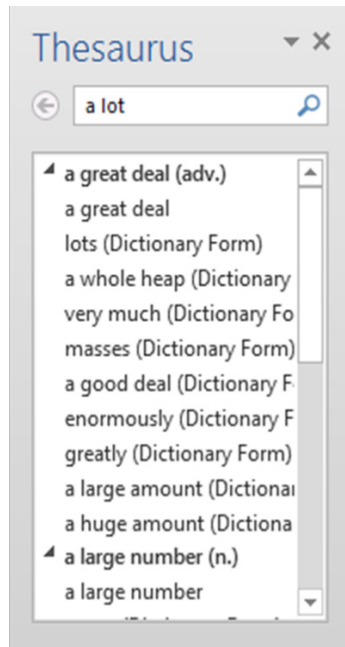 Thesaurus
a lot
a great deal (adv.)
a great deal
lots (Dictionary Form)
a whole heap (Dictionary
very much (Dictionary Fo
masses (Dictionary Form)
a good deal (Dictionary F
enormously (Dictionary F
greatly (Dictionary Form)
a large amount (Dictionar
a huge amount (Dictiona
a large number (n.)
a large number